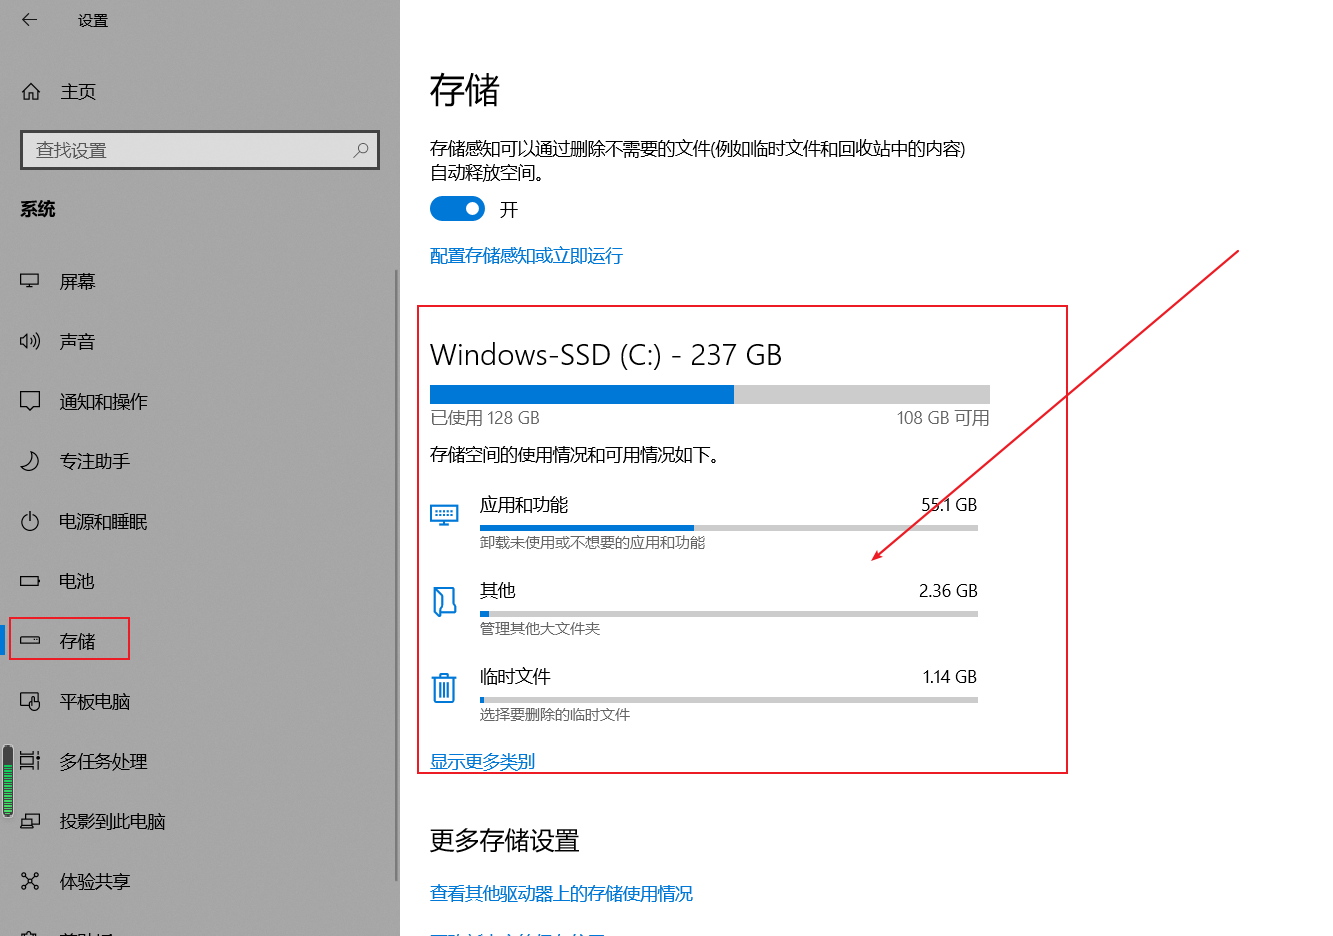 设置
主页
查找设置
系统
屏幕
声音
通知和操作
专注助手
电源和睡眠
电池
存储
平板电脑
多任务处理
投影到此电脑
体验共享
存储
存储感知可以通过删除不需要的文件(例如临时文件和回收站中的内容)
自动释放空间。
开
配置存储感知或立即运行
Windows-SSD (C:) - 237 GB
已使用 128 GB
108 GB 可用
存储空间的使用情况和可用情况如下。
应用和功能
55.1 GB
卸载未使用或不想要的应用和功能
其他
2.36 GB
管理其他大文件夹
临时文件
1.14 GB
选择要删除的临时文件
显示更多类别
更多存储设置
查看其他驱动器上的存储使用情况